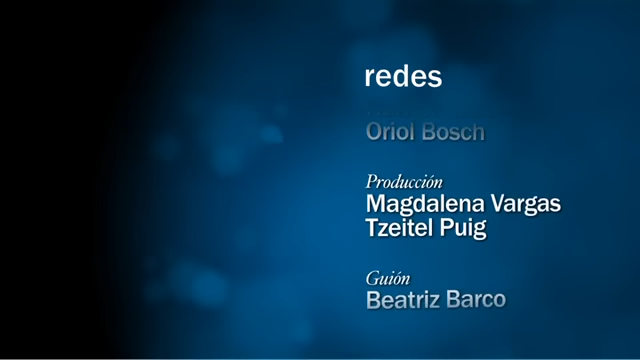 redes
Oriol Bosch
Producción
Magdalena Vargas
Tzeitel Puig
Guión
Beatriz Barco